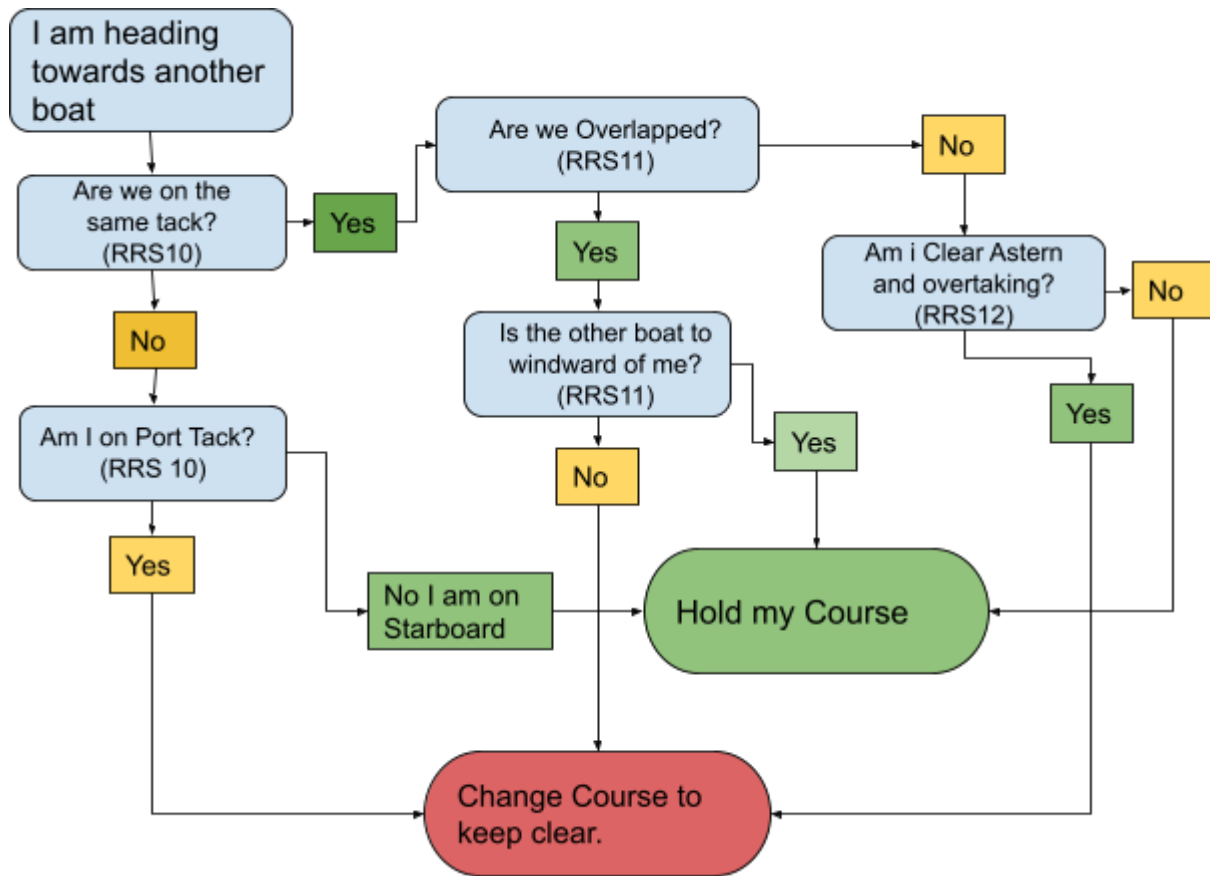 I am heading
towards another
boat
Are we on the
same tack?
(RRS10)
Yes
Are we Overlapped?
(RRS11)
No
Yes
Am i Clear Astern
and overtaking?
(RRS12)
No
No
Is the other boat to
windward of me?
(RRS11)
Yes
Yes
Am I on Port Tack?
(RRS 10)
No
Yes
No I am on
Starboard
Hold my Course
Change Course to
keep clear.